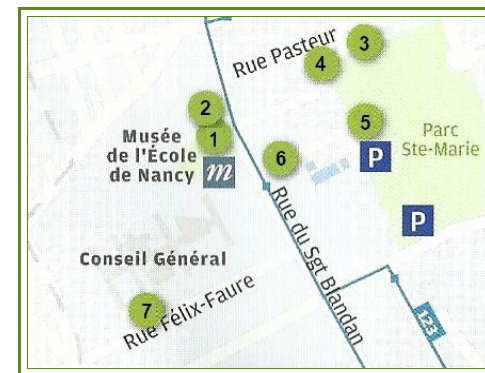 Rue Pasteur
3
4
2
1
5
6
Musée
de l'École
de Nancy
m
P
Parc
Ste-Marie
P
Rue du Sgt Blandan
Conseil Général
7
Rue Félix-Faure
123